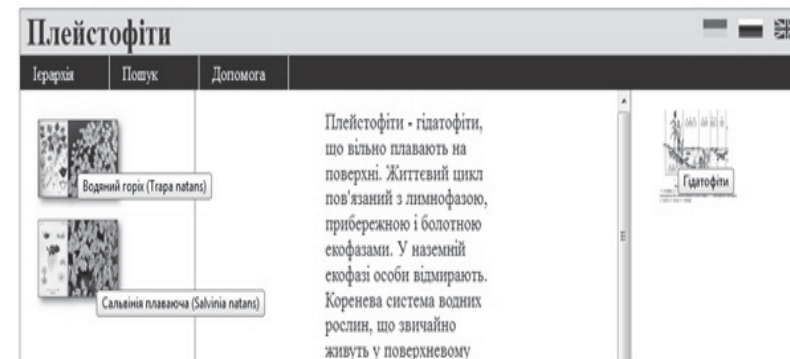 Плейстофіти
Ієрархія Пошук Допомога
Водяний горіх (Trapa natans)
Сальвінія плаваюча (Salvinia natans)
Плейстофіти - гідатофіти,
що вільно плавають на
поверхні. Життєвий цикл
пов'язаний з лимнофазою,
прибережною і болотною
екофазами. У наземній
екофазі особи відмирають.
Коренева система водних
рослин, що звичайно
живуть у поверхневому
Гідатофіти